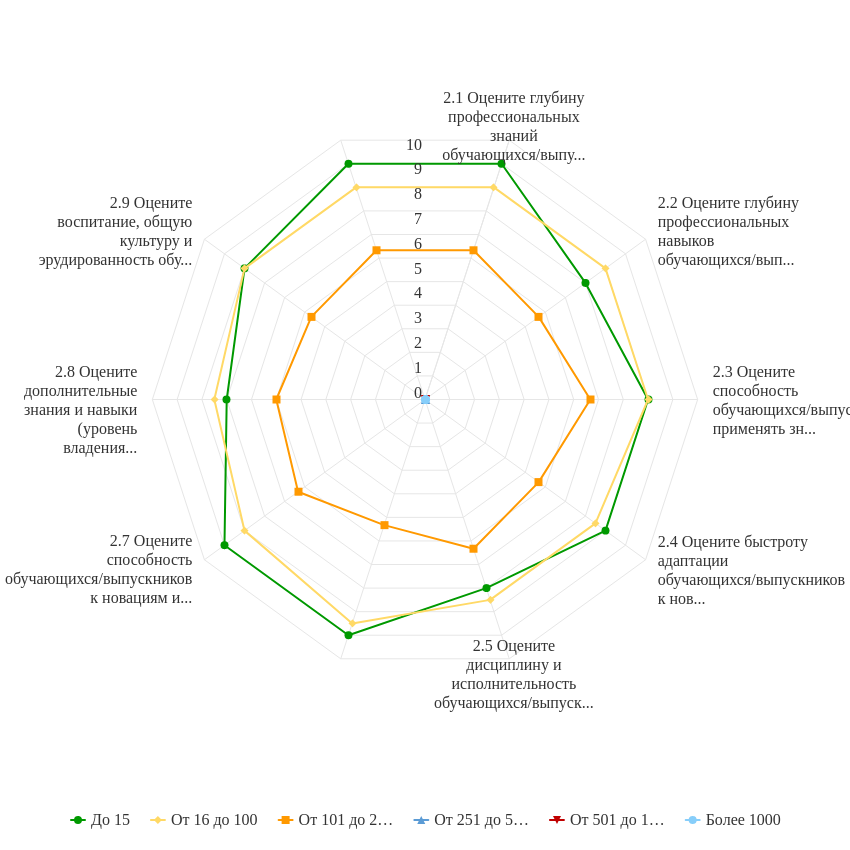 2.1 Оцените глубину
профессиональных
знаний
обучающихся/выпу...
10
9
8
7
6
5
4
3
2
1
0
2.2 Оцените глубину
профессиональных
навыков
обучающихся/вып...
2.3 Оцените
способность
обучающихся/выпус
применять зн...
2.4 Оцените быстроту
адаптации
обучающихся/выпускников
к нов...
2.5 Оцените
дисциплину и
исполнительность
обучающихся/выпуск...
2.7 Оцените
способность
обучающихся/выпускников
к новациям и...
2.8 Оцените
дополнительные
знания и навыки
(уровень
владения...
2.9 Оцените
воспитание, общую
культуру и
эрудированность обу...
До 15 От 16 до 100 От 101 до 2… От 251 до 5… От 501 до 1… Более 1000